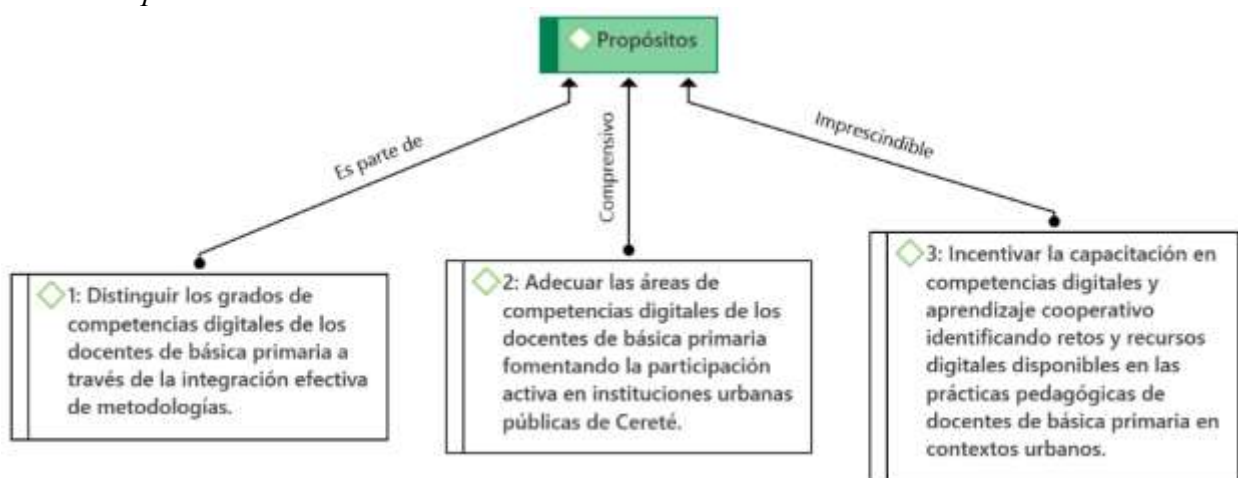 Propósitos
Es parte de
Comprensivo
Imprescindible
1: Distinguir los grados de
competencias digitales de los
docentes de básica primaria a
través de la integración efectiva
de metodologías.
2: Adecuar las áreas de
competencias digitales de los
docentes de básica primaria
fomentando la participación
activa en instituciones urbanas
públicas de Cereté.
3: Incentivar la capacitación en
competencias digitales y
aprendizaje cooperativo
identificando retos y recursos
digitales disponibles en las
prácticas pedagógicas de
docentes de básica primaria en
contextos urbanos.